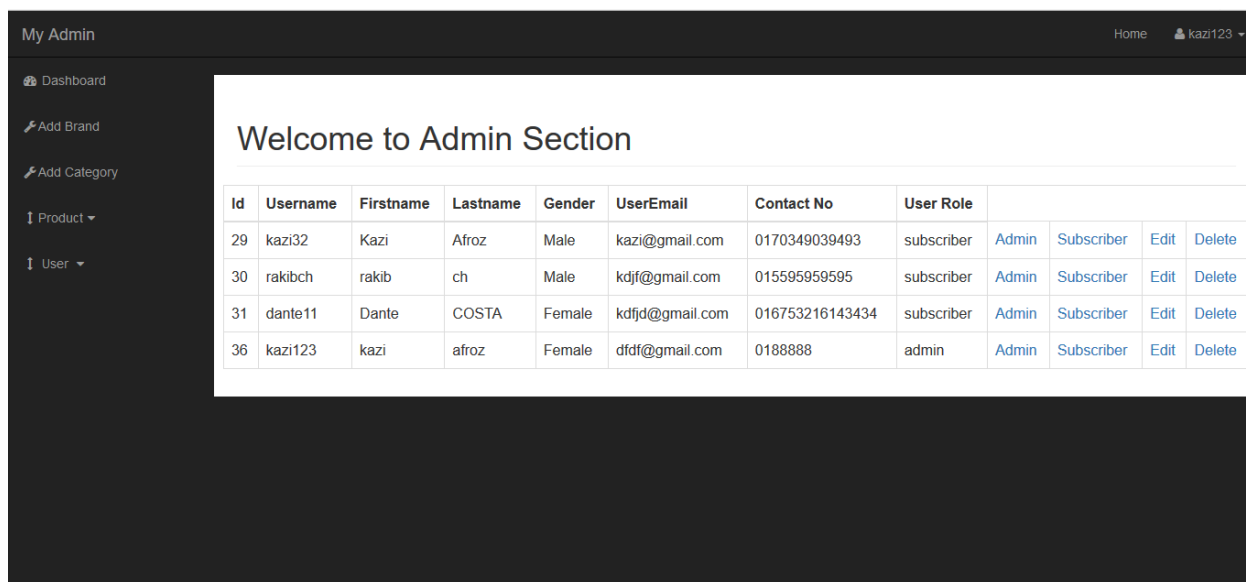 My Admin Home kazi123
Dashboard
Add Brand
Add Category
Product
User
Welcome to Admin Section
Id Username Firstname Lastname Gender UserEmail Contact No User Role
29 kazi32 Kazi Afroz Male kazi@gmail.com 0170349039493 subscriber Admin Subscriber Edit Delete
30 rakibch rakib ch Male kdjf@gmail.com 015595959595 subscriber Admin Subscriber Edit Delete
31 dante11 Dante COSTA Female kdfjd@gmail.com 016753216143434 subscriber Admin Subscriber Edit Delete
36 kazi123 kazi afroz Female dfdf@gmail.com 0188888 admin Admin Subscriber Edit Delete